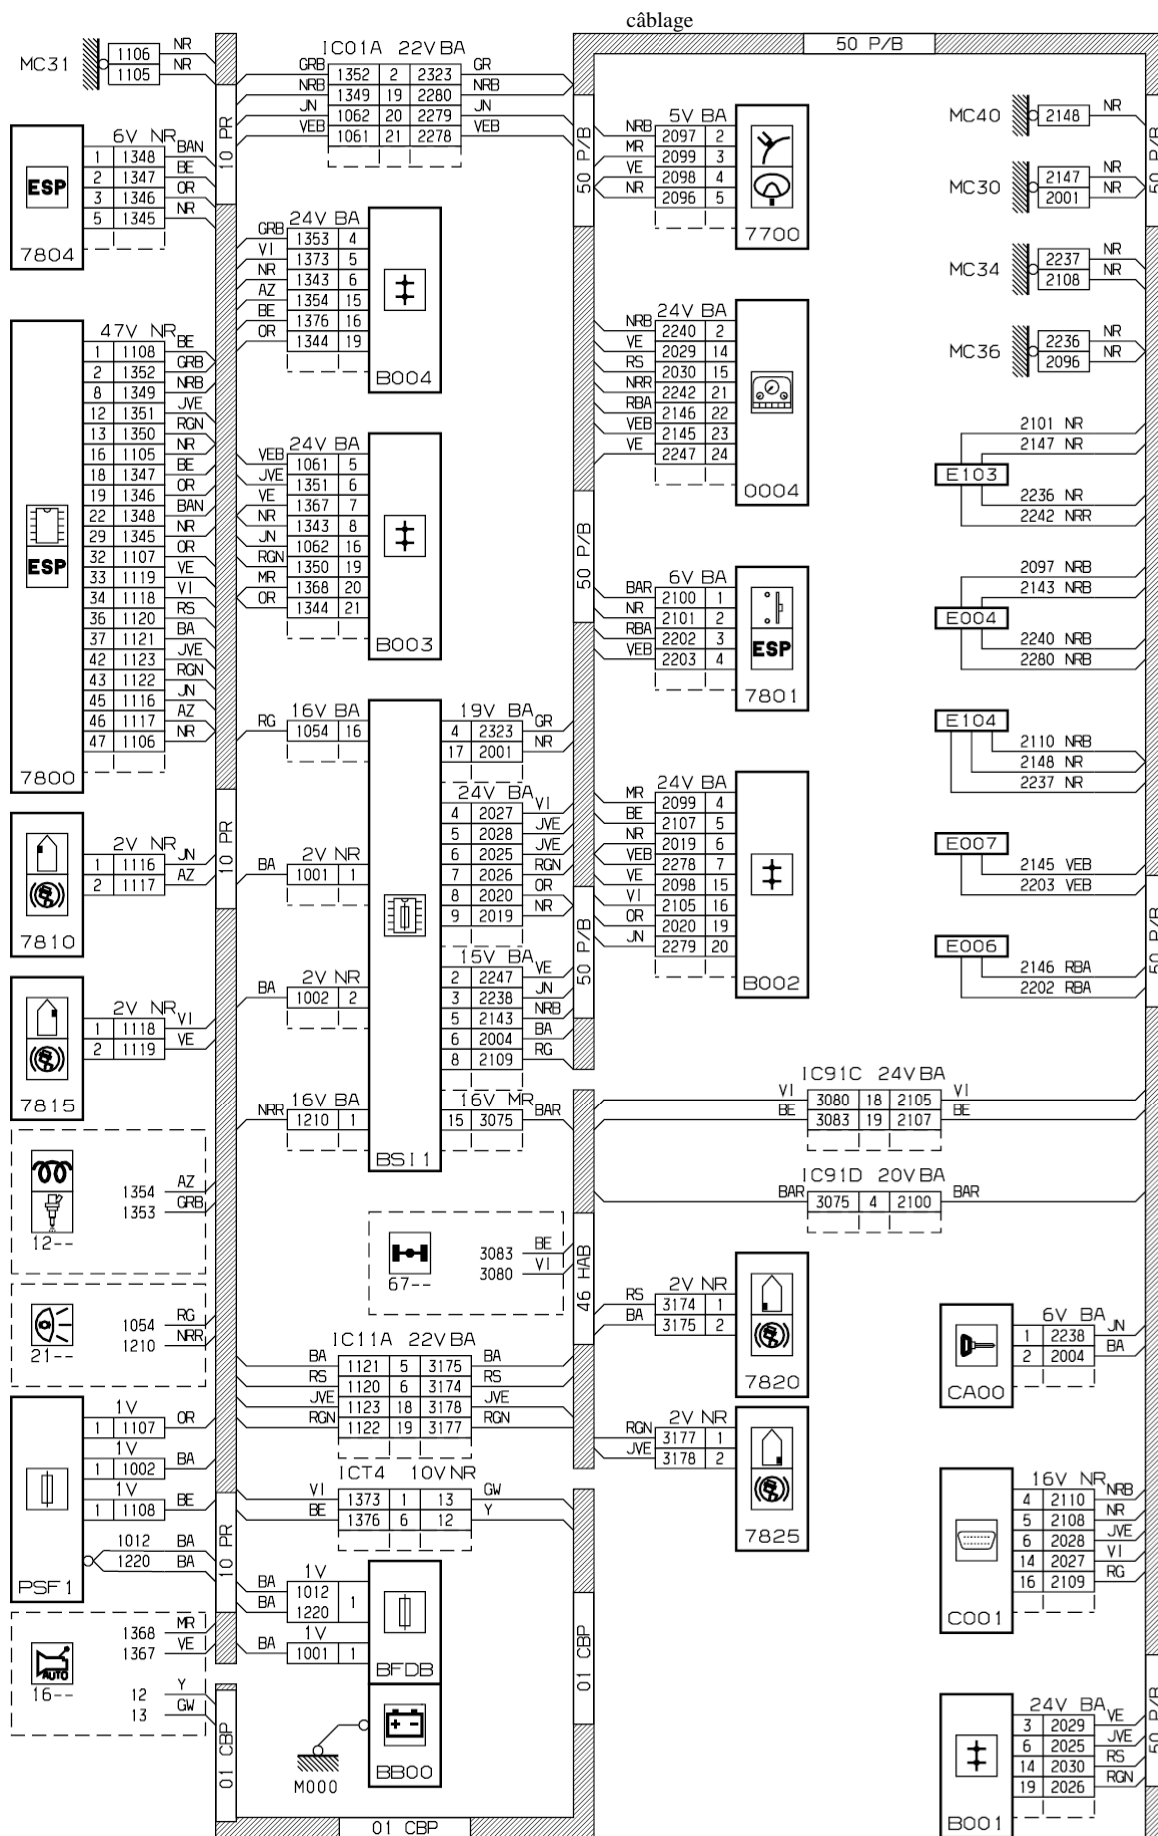 câblage
50 P/B
MC31
1106 NR
1105 NR
10 PR
IC01A 22V BA
GRB 1352 2 2323 GR
NRB 1349 19 2280 NRB
JN 1062 20 2279 JN
VEB 1061 21 2278 VEB
50 P/B
5V BA
NRB 2097 2
MR 2099 3
VE 2098 4
NR 2096 5
7700
MC40 2148 NR
50 P/B
MC30
2147 NR
2001 NR
6V NR
1 1348 BAN
2 1347 BE
3 1346 OR
5 1345 NR
ESP
7804
24V BA
GRB 1353 4
VI 1373 5
NR 1343 6
AZ 1354 15
BE 1376 16
OR 1344 19
B004
MC34
2237 NR
2108 NR
MC36
2236 NR
2096 NR
24V BA
NRB 2240 2
VE 2029 14
RS 2030 15
NRR 2242 21
RBA 2146 22
VEB 2145 23
VE 2247 24
0004
47V NR
1 1108 BE
2 1352 GRB
8 1349 NRB
12 1351 JVE
13 1350 RGN
16 1105 NR
18 1347 BE
19 1346 OR
22 1348 BAN
29 1345 NR
32 1107 OR
33 1119 VE
34 1118 VI
36 1120 RS
37 1121 BA
42 1123 JVE
43 1122 RGN
45 1116 JN
46 1117 AZ
47 1106 NR
ESP
7800
24V BA
VEB 1061 5
JVE 1351 6
VE 1367 7
NR 1343 8
JN 1062 16
RGN 1350 19
MR 1368 20
OR 1344 21
B003
2101 NR
2147 NR
E103
2236 NR
2242 NRR
50 P/B
6V BA
BAR 2100 1
NR 2101 2
RBA 2202 3
VEB 2203 4
ESP
7801
2097 NRB
2143 NRB
E004
2240 NRB
2280 NRB
E104
2110 NRB
2148 NR
2237 NR
16V BA
RG 1054 16
19V BA
4 2323 GR
17 2001 NR
24V BA
4 2027 VI
5 2028 JVE
6 2025 JVE
7 2026 RGN
8 2020 OR
9 2019 NR
2V NR
BA 1001 1
15V BA
2 2247 VE
3 2238 JN
5 2143 NRB
6 2004 BA
8 2109 RG
2V NR
BA 1002 2
16V BA
NRR 1210 1
16V MR
15 3075 BAR
BSI1
24V BA
MR 2099 4
BE 2107 5
NR 2019 6
VEB 2278 7
VE 2098 15
VI 2105 16
OR 2020 19
JN 2279 20
B002
50 P/B
E007
2145 VEB
2203 VEB
E006
2146 RBA
2202 RBA
50 P/B
10 PR
2V NR
1 1116 JN
2 1117 AZ
7810
2V NR
1 1118 VI
2 1119 VE
7815
IC91C 24V BA
VI 3080 18 2105 VI
BE 3083 19 2107 BE
IC91D 20V BA
BAR 3075 4 2100 BAR
1354 AZ
1353 GRB
12--
3083 BE
3080 VI
67--
46 HAB
2V NR
RS 3174 1
BA 3175 2
7820
1054 RG
1210 NRR
21--
IC11A 22V BA
BA 1121 5 3175 BA
RS 1120 6 3174 RS
JVE 1123 18 3178 JVE
RGN 1122 19 3177 RGN
6V BA
1 2238 JN
2 2004 BA
CA00
2V NR
RGN 3177 1
JVE 3178 2
7825
1V
1 1107 OR
1V
1 1002 BA
1V
1 1108 BE
1012 BA
1220 BA
PSF1
10 PR
ICT4 10V NR
VI 1373 1 13 GW
BE 1376 6 12 Y
16V NR
4 2110 NRB
5 2108 NR
6 2028 JVE
14 2027 VI
16 2109 RG
C001
1V
BA 1012 1
BA 1220
1V
BA 1001 1
BFDB
BB00
M000
01 CBP
1368 MR
1367 VE
AUTO
16--
12 Y
13 GW
01 CBP
50 P/B
24V BA
3 2029 VE
6 2025 JVE
14 2030 RS
19 2026 RGN
B001
01 CBP